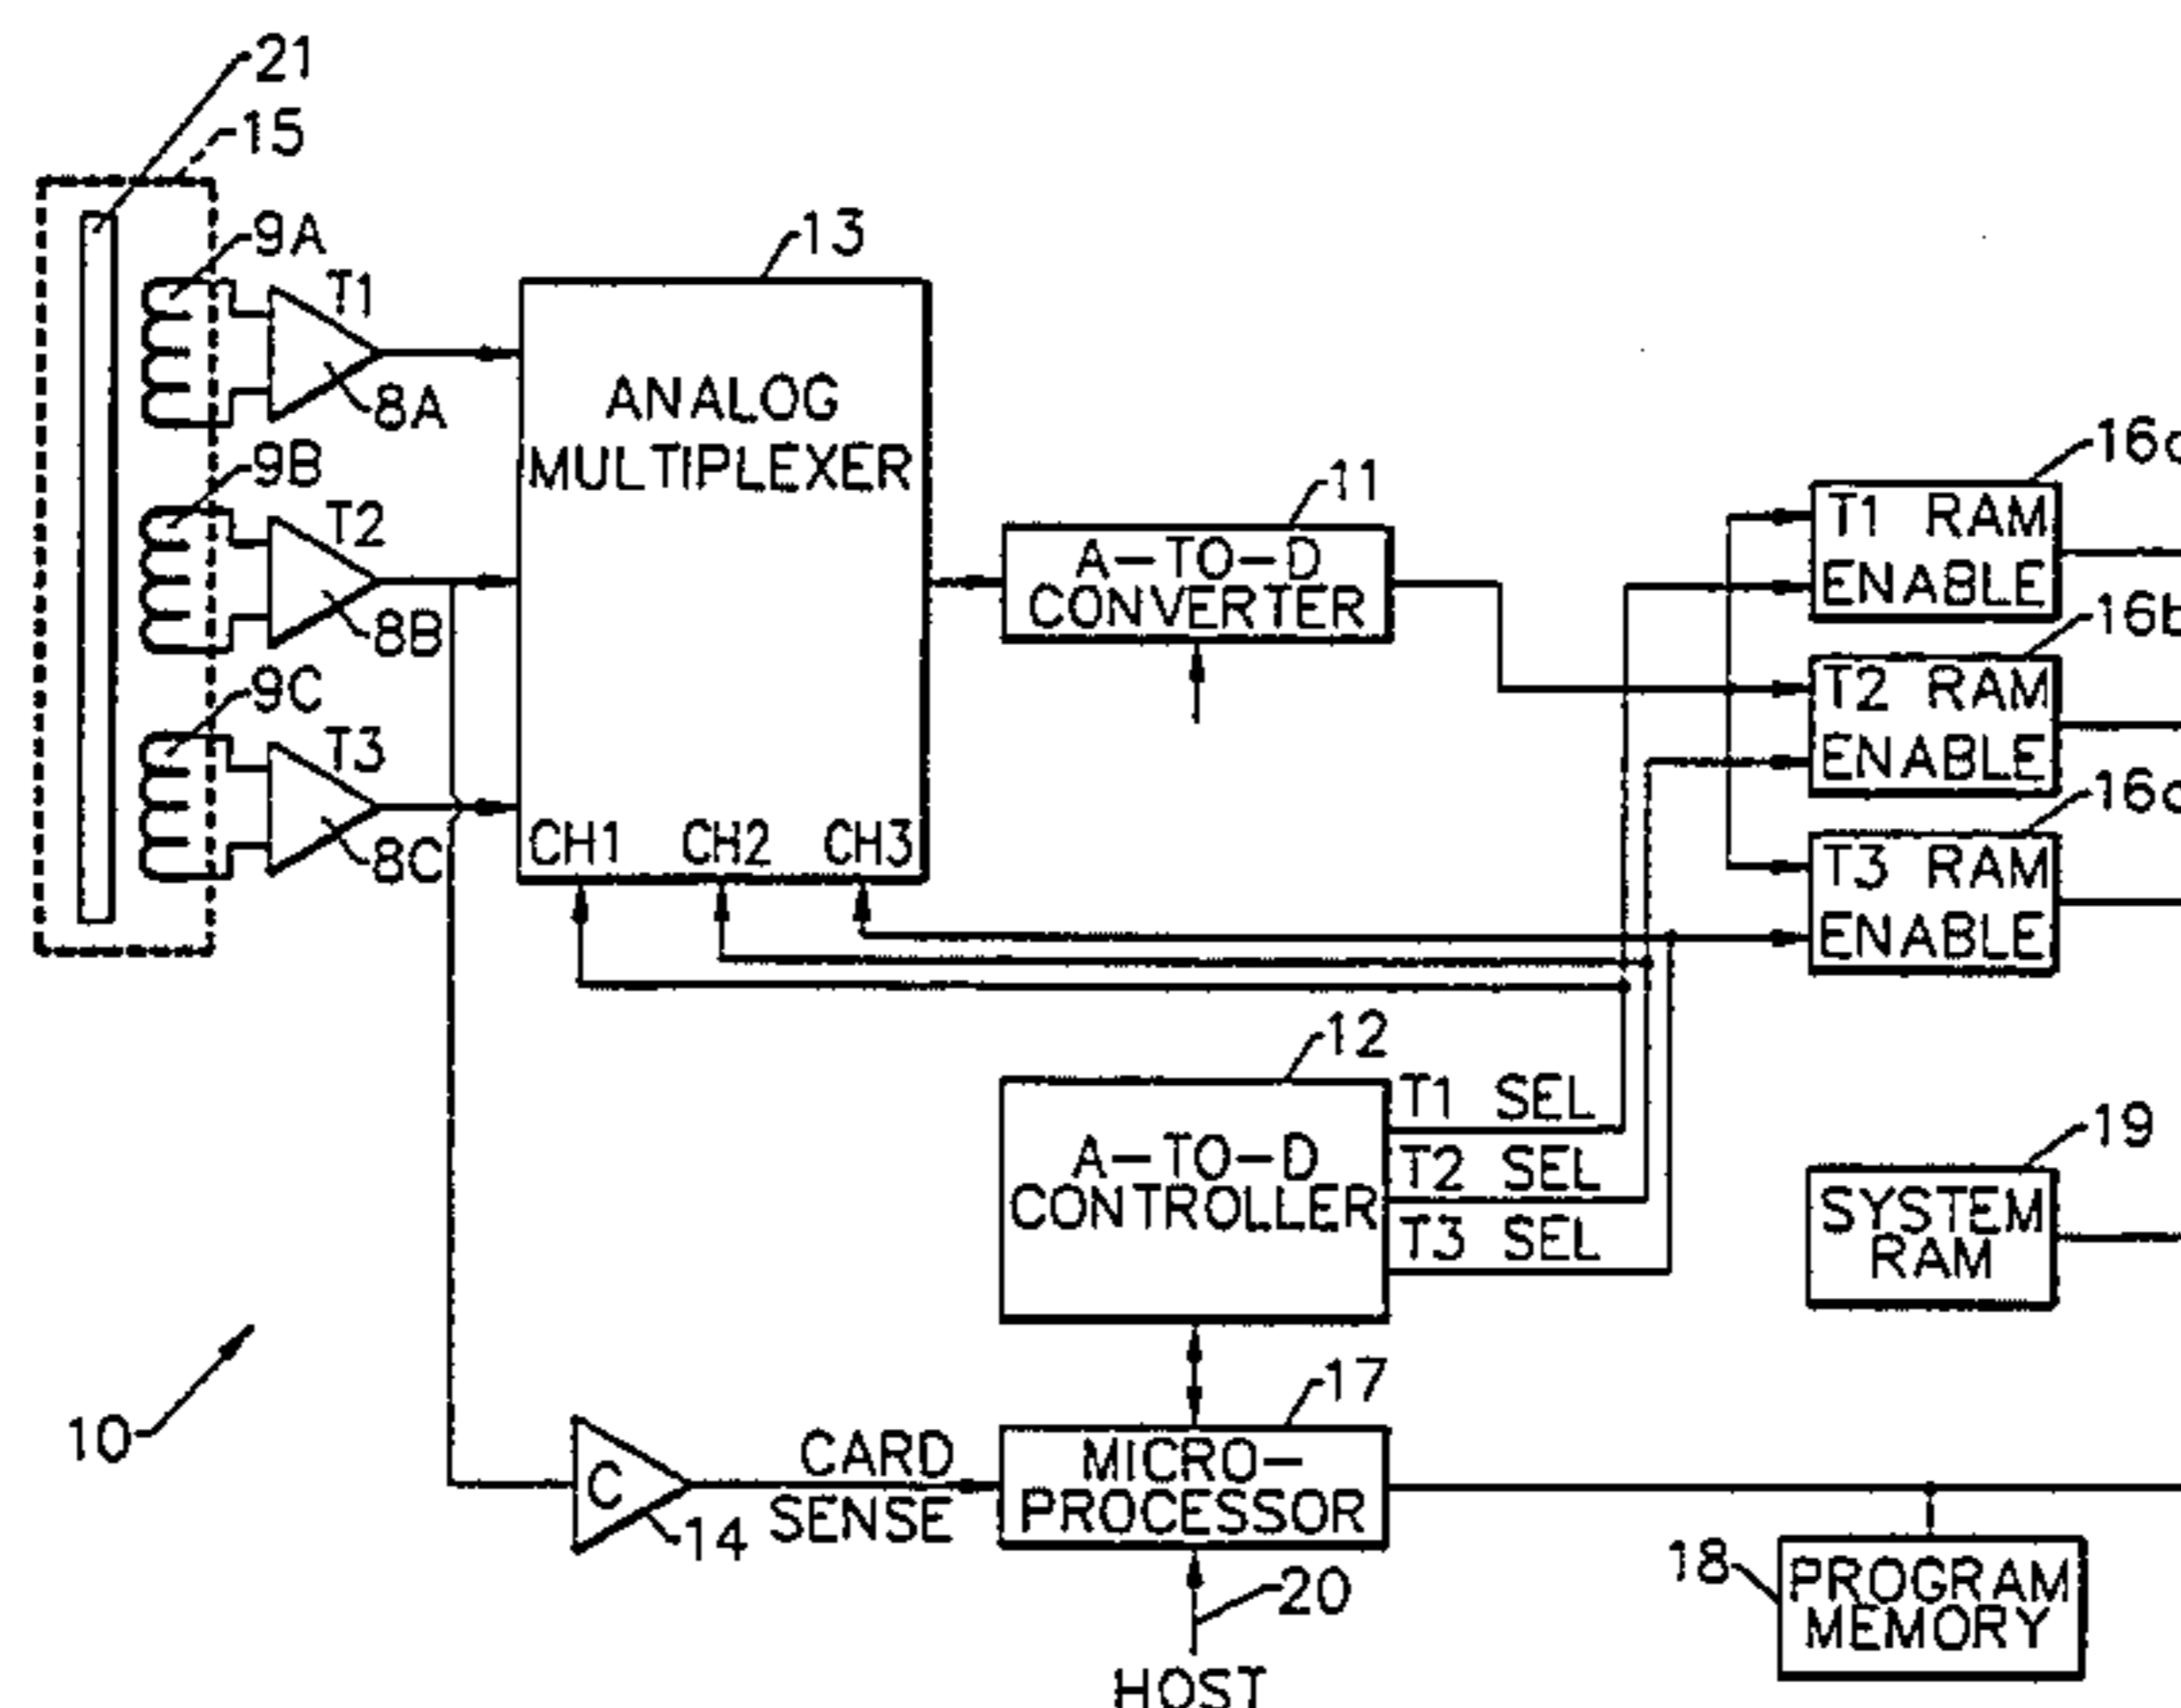 21
15
9A
T1
8A
9B
T2
8B
9C
T3
8C
13
ANALOG
MULTIPLEXER
CH1 CH2 CH3
11
A-TO-D
CONVERTER
T1 RAM
ENABLE
16b
T2 RAM
ENABLE
T3 RAM
ENABLE
12
A-TO-D
CONTROLLER
T1 SEL
T2 SEL
T3 SEL
19
SYSTEM
RAM
10
C
14
CARD
SENSE
17
MICRO-
PROCESSOR
20
HOST
18
PROGRAM
MEMORY